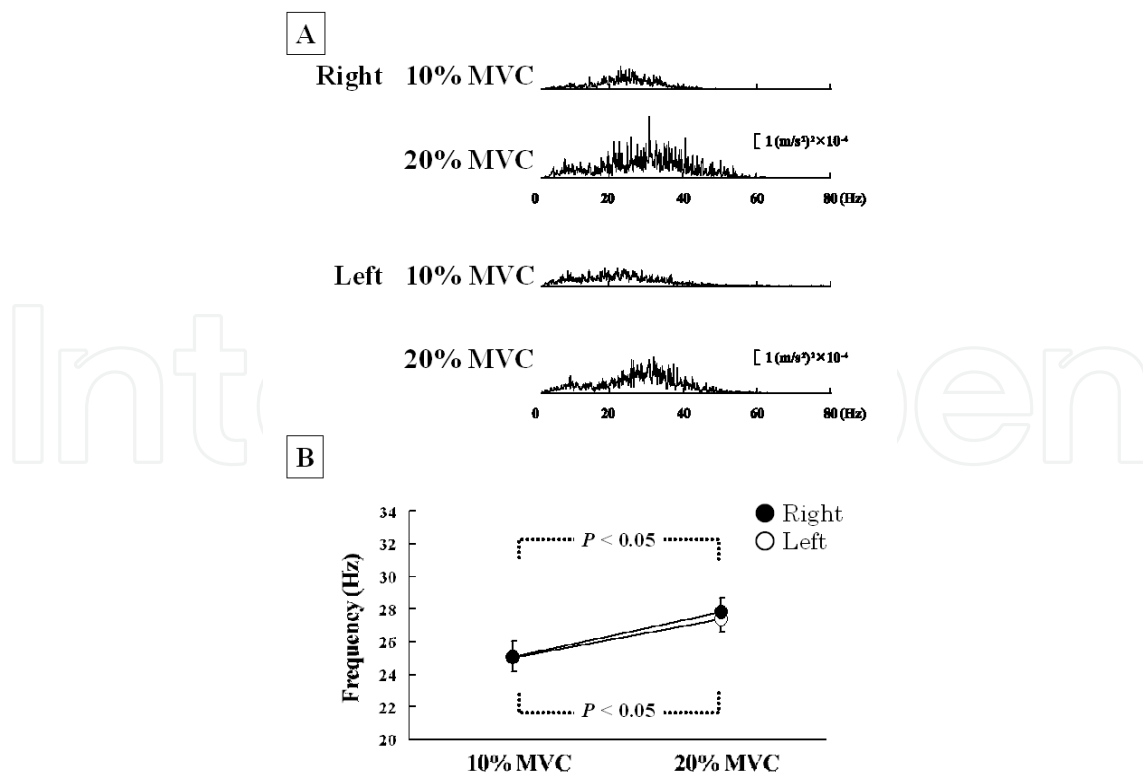 A
Right 10% MVC
20% MVC
[ 1 (m/s²)²×10⁻⁴
0 20 40 60 80 (Hz)
Left 10% MVC
20% MVC
[ 1 (m/s²)²×10⁻⁴
0 20 40 60 80 (Hz)
B
34
32
30
28
26
24
22
20
Frequency (Hz)
Right
Left
P < 0.05
P < 0.05
10% MVC 20% MVC